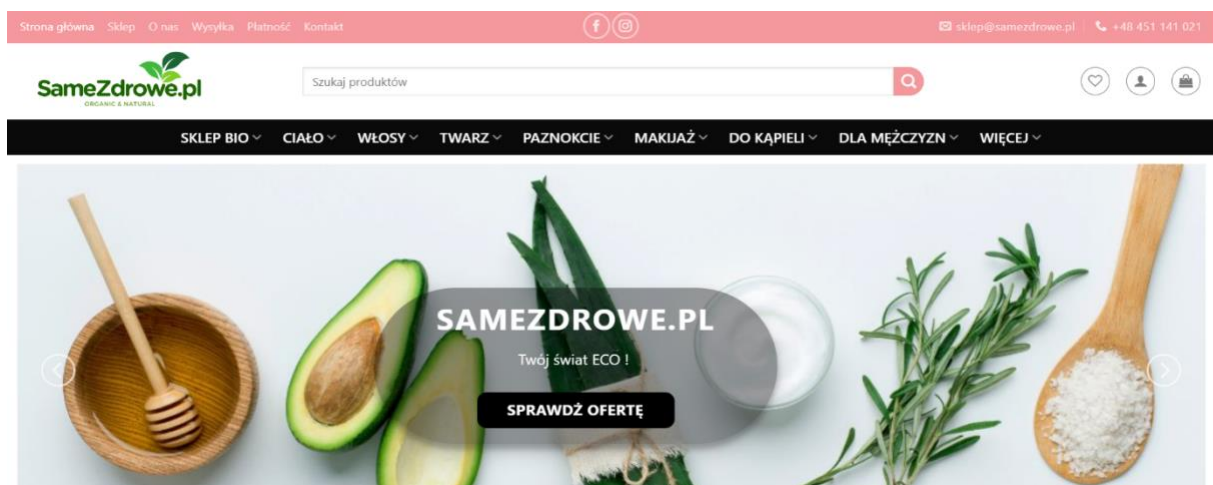 Strona główna Sklep O nas Wysyłka Płatność Kontakt
sklep@samezdrowe.pl +48 451 141 021
SameZdrowe.pl
ORGANIC & NATURAL
Szukaj produktów
SKLEP BIO CIAŁO WŁOSY TWARZ PAZNOKCIE MAKIJAŻ DO KĄPIELI DLA MĘŻCZYZN WIĘCEJ
SAMEZDROWE.PL
Twój świat ECO !
SPRAWDŹ OFERTĘ